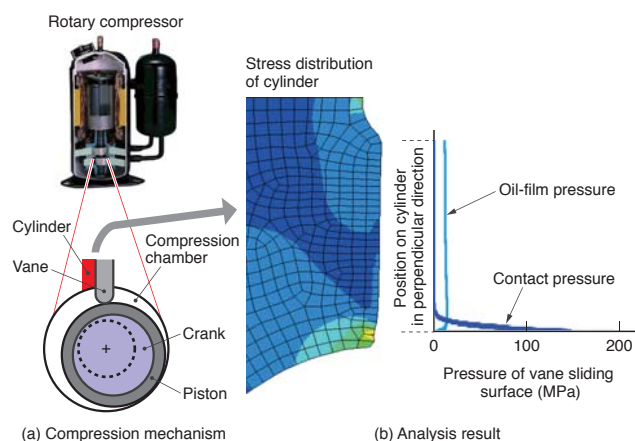 Rotary compressor
Stress distribution
of cylinder
Cylinder
Vane
Compression
chamber
Crank
Piston
(a) Compression mechanism
Position on cylinder
in perpendicular direction
Oil-film pressure
Contact pressure
0
100
200
Pressure of vane sliding
surface (MPa)
(b) Analysis result